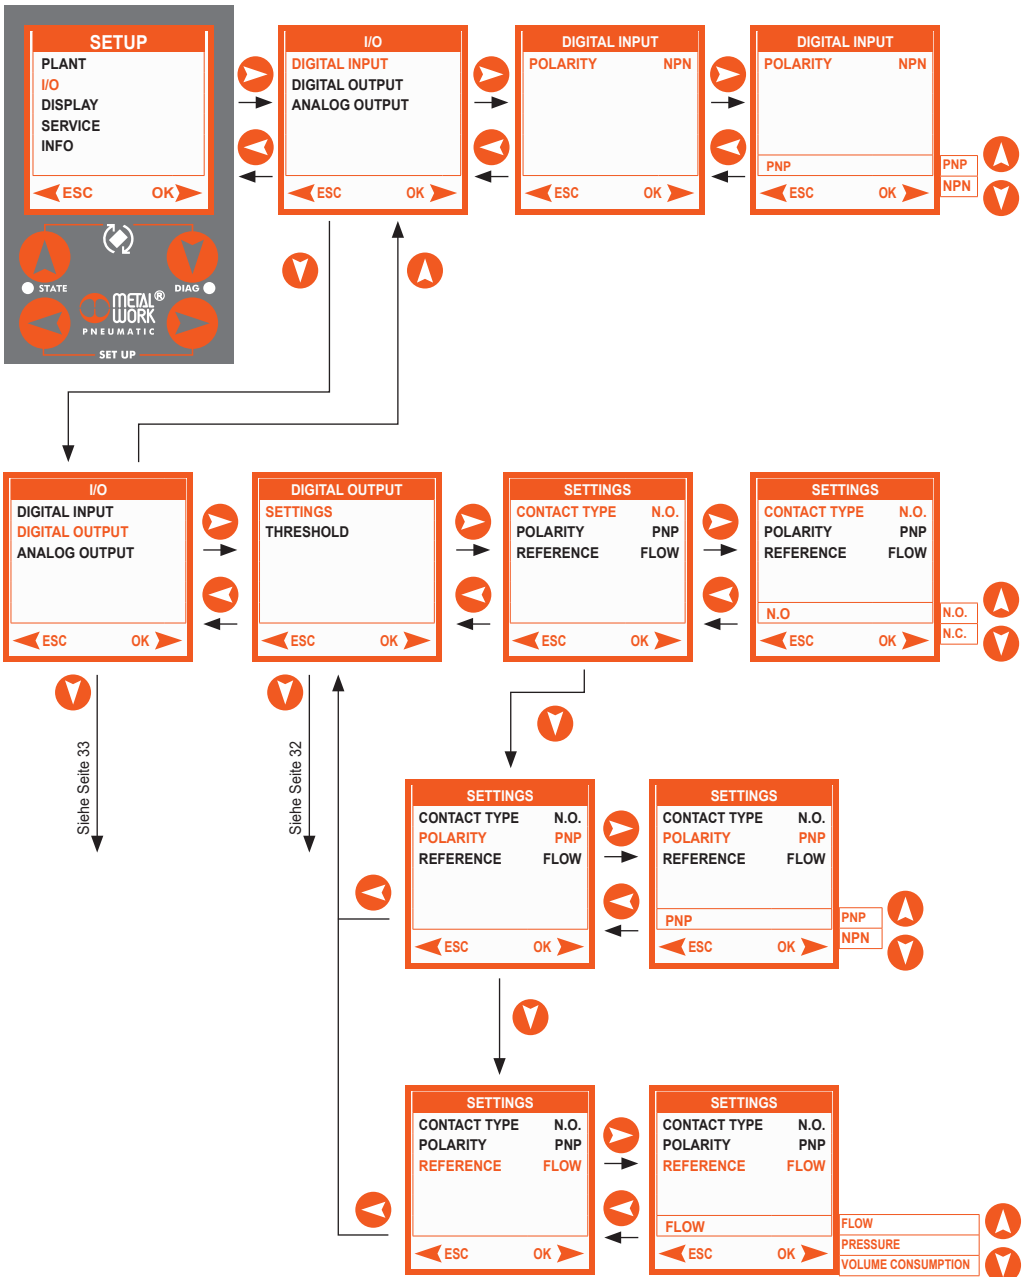 SETUP
PLANT
I/O
DISPLAY
SERVICE
INFO
ESC OK
STATE
DIAG
METAL WORK®
PNEUMATIC
SET UP
I/O
DIGITAL INPUT
DIGITAL OUTPUT
ANALOG OUTPUT
ESC OK
DIGITAL INPUT
POLARITY NPN
ESC OK
DIGITAL INPUT
POLARITY NPN
PNP
ESC OK
PNP
NPN
I/O
DIGITAL INPUT
DIGITAL OUTPUT
ANALOG OUTPUT
ESC OK
DIGITAL OUTPUT
SETTINGS
THRESHOLD
ESC OK
SETTINGS
CONTACT TYPE N.O.
POLARITY PNP
REFERENCE FLOW
ESC OK
SETTINGS
CONTACT TYPE N.O.
POLARITY PNP
REFERENCE FLOW
N.O
ESC OK
N.O.
N.C.
Siehe Seite 33
Siehe Seite 32
SETTINGS
CONTACT TYPE N.O.
POLARITY PNP
REFERENCE FLOW
ESC OK
SETTINGS
CONTACT TYPE N.O.
POLARITY PNP
REFERENCE FLOW
PNP
ESC OK
PNP
NPN
SETTINGS
CONTACT TYPE N.O.
POLARITY PNP
REFERENCE FLOW
ESC OK
SETTINGS
CONTACT TYPE N.O.
POLARITY PNP
REFERENCE FLOW
FLOW
ESC OK
FLOW
PRESSURE
VOLUME CONSUMPTION